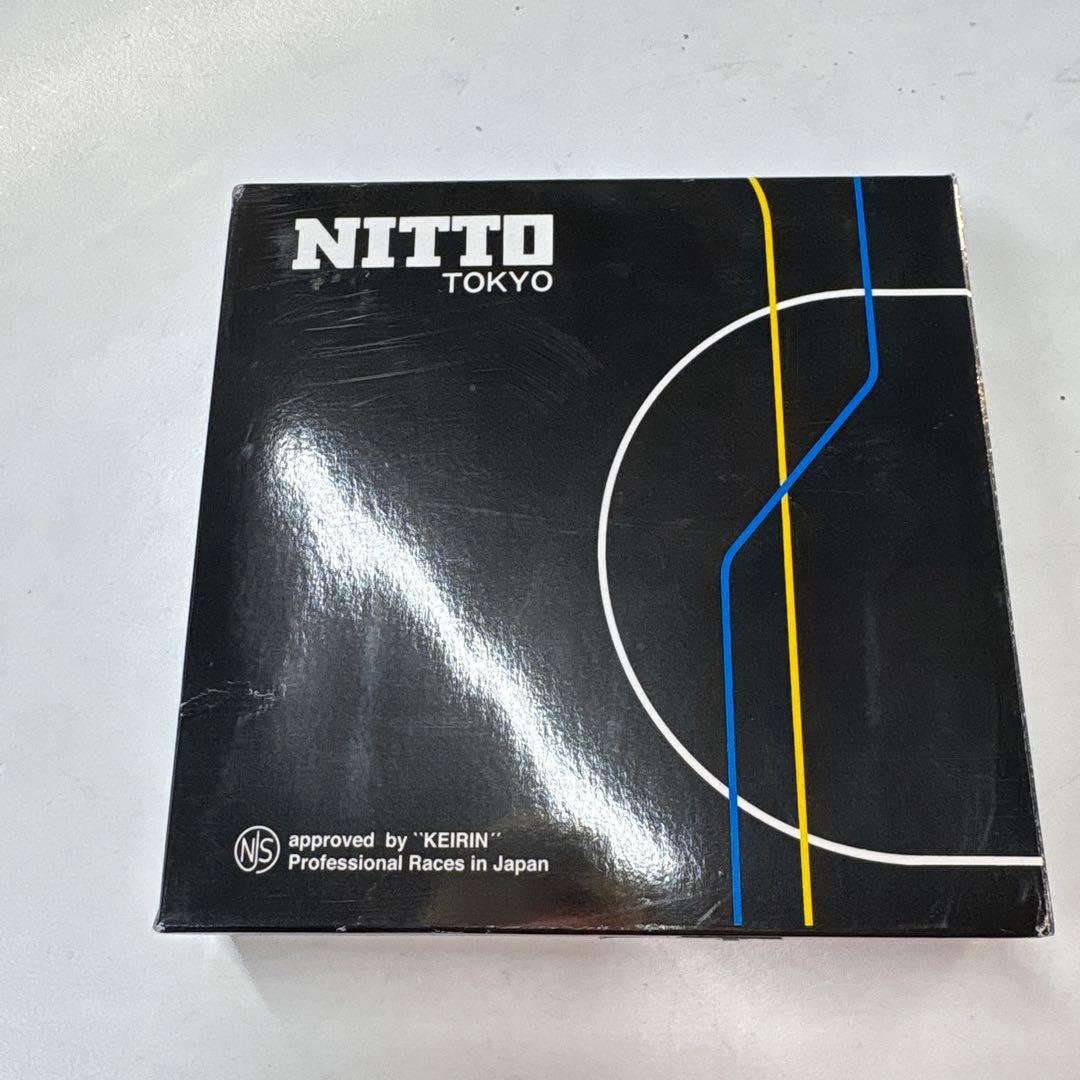 NITTO
TOKYO
NJS approved by "KEIRIN"
Professional Races in Japan